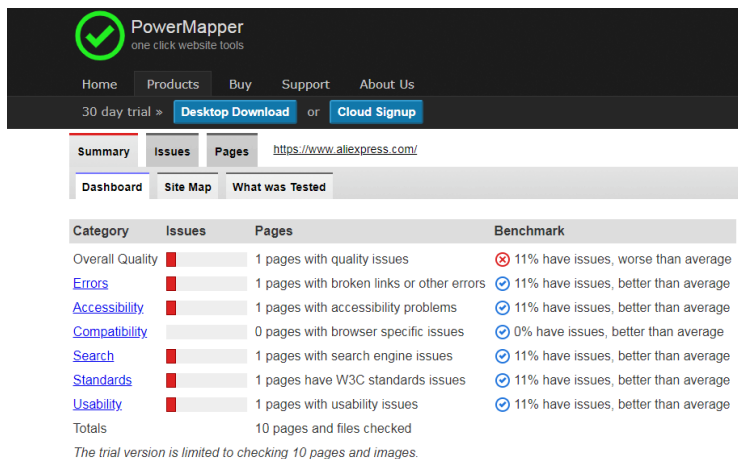 PowerMapper
one click website tools
Home Products Buy Support About Us
30 day trial » Desktop Download or Cloud Signup
Summary Issues Pages https://www.aliexpress.com/
Dashboard Site Map What was Tested
Category Issues Pages Benchmark
Overall Quality 1 pages with quality issues 11% have issues, worse than average
Errors 1 pages with broken links or other errors 11% have issues, better than average
Accessibility 1 pages with accessibility problems 11% have issues, better than average
Compatibility 0 pages with browser specific issues 0% have issues, better than average
Search 1 pages with search engine issues 11% have issues, better than average
Standards 1 pages have W3C standards issues 11% have issues, better than average
Usability 1 pages with usability issues 11% have issues, better than average
Totals 10 pages and files checked
The trial version is limited to checking 10 pages and images.